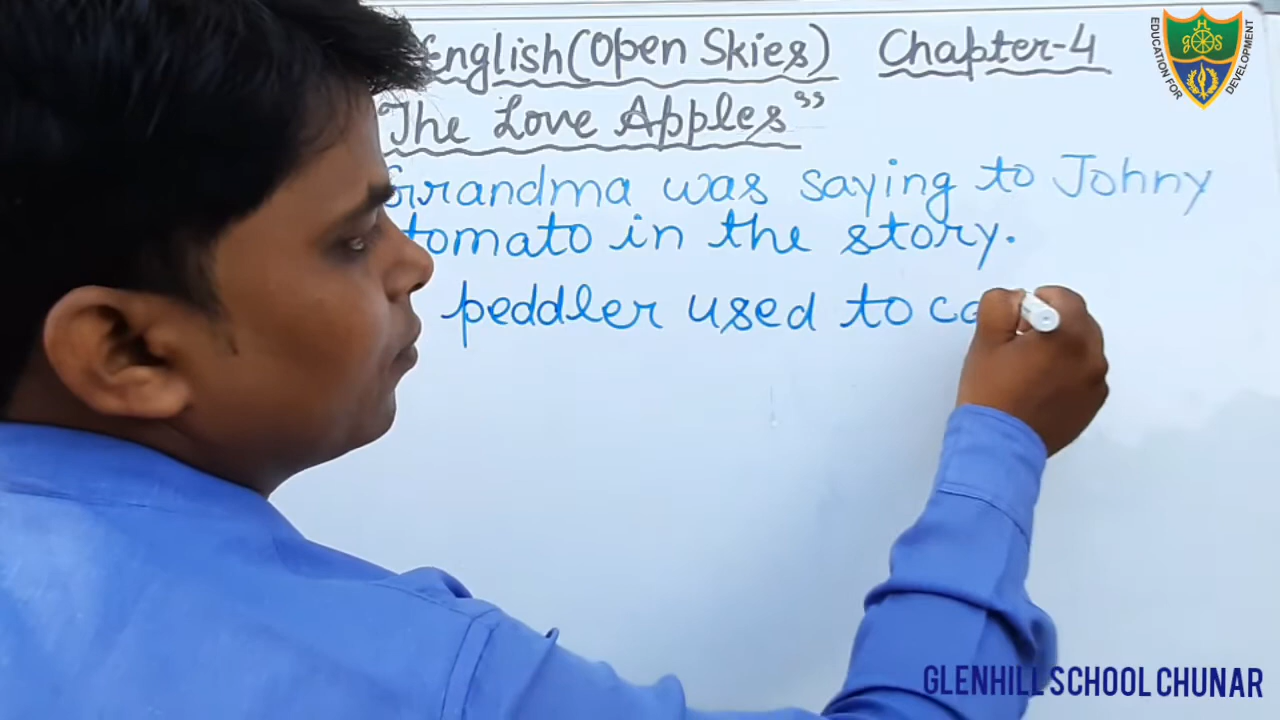 English (Open Skies) Chapter-4
"The Love Apples"
Grandma was saying to Johny
tomato in the story.
peddler used to
EDUCATION FOR DEVELOPMENT
GHS
GLENHILL SCHOOL CHUNAR